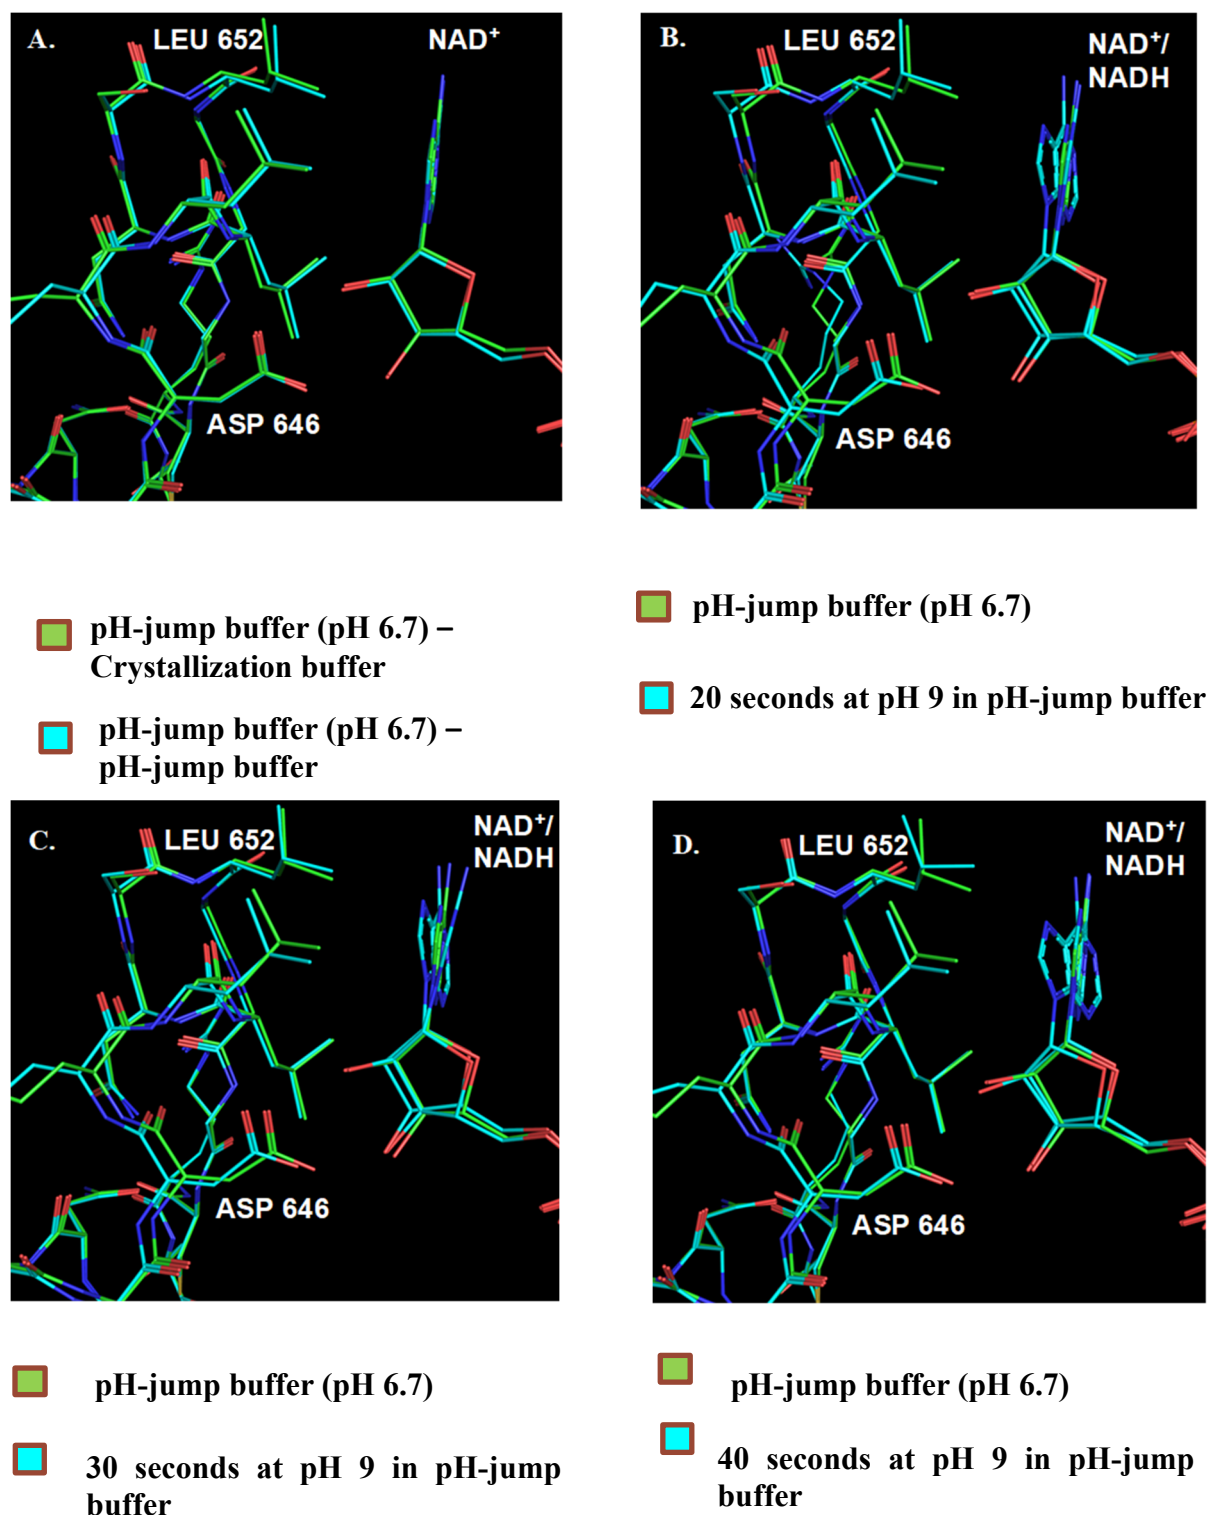 A.
LEU 652
NAD⁺
ASP 646
B.
LEU 652
NAD⁺/
NADH
ASP 646
pH-jump buffer (pH 6.7) –
Crystallization buffer
pH-jump buffer (pH 6.7) –
pH-jump buffer
pH-jump buffer (pH 6.7)
20 seconds at pH 9 in pH-jump buffer
C.
LEU 652
NAD⁺/
NADH
ASP 646
D.
LEU 652
NAD⁺/
NADH
ASP 646
pH-jump buffer (pH 6.7)
30 seconds at pH 9 in pH-jump
buffer
pH-jump buffer (pH 6.7)
40 seconds at pH 9 in pH-jump
buffer